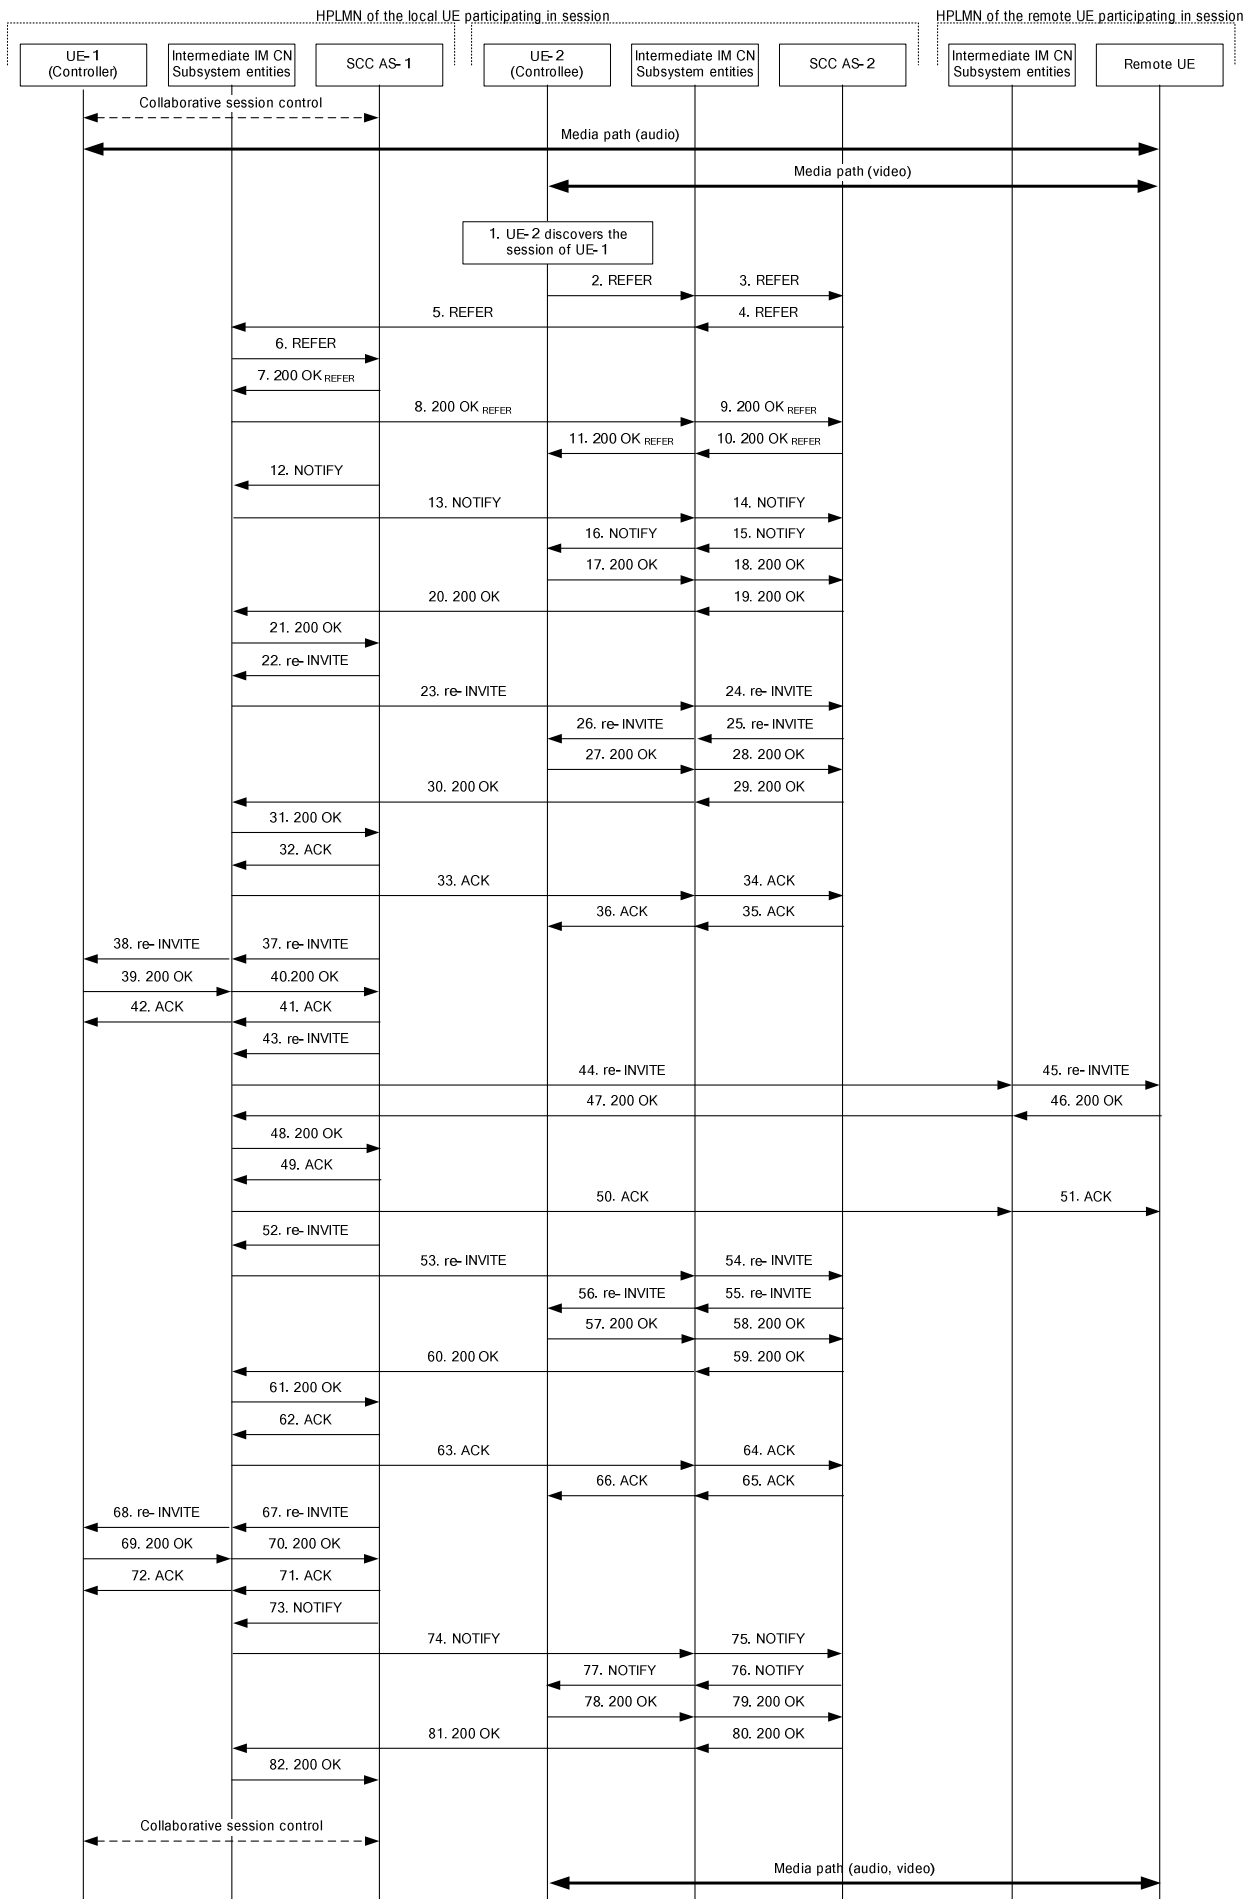 HPLMN of the local UE participating in session
HPLMN of the remote UE participating in session
UE-1
(Controller)
Intermediate IM CN
Subsystem entities
SCC AS-1
UE-2
(Controllee)
Intermediate IM CN
Subsystem entities
SCC AS-2
Intermediate IM CN
Subsystem entities
Remote UE
Collaborative session control
Media path (audio)
Media path (video)
1. UE-2 discovers the
session of UE-1
2. REFER
3. REFER
5. REFER
4. REFER
6. REFER
7. 200 OK REFER
8. 200 OK REFER
9. 200 OK REFER
11. 200 OK REFER
10. 200 OK REFER
12. NOTIFY
13. NOTIFY
14. NOTIFY
16. NOTIFY
15. NOTIFY
17. 200 OK
18. 200 OK
20. 200 OK
19. 200 OK
21. 200 OK
22. re-INVITE
23. re-INVITE
24. re-INVITE
26. re-INVITE
25. re-INVITE
27. 200 OK
28. 200 OK
30. 200 OK
29. 200 OK
31. 200 OK
32. ACK
33. ACK
34. ACK
36. ACK
35. ACK
38. re-INVITE
37. re-INVITE
39. 200 OK
40.200 OK
42. ACK
41. ACK
43. re-INVITE
44. re-INVITE
45. re-INVITE
47. 200 OK
46. 200 OK
48. 200 OK
49. ACK
50. ACK
51. ACK
52. re-INVITE
53. re-INVITE
54. re-INVITE
56. re-INVITE
55. re-INVITE
57. 200 OK
58. 200 OK
60. 200 OK
59. 200 OK
61. 200 OK
62. ACK
63. ACK
64. ACK
66. ACK
65. ACK
68. re-INVITE
67. re-INVITE
69. 200 OK
70. 200 OK
72. ACK
71. ACK
73. NOTIFY
74. NOTIFY
75. NOTIFY
77. NOTIFY
76. NOTIFY
78. 200 OK
79. 200 OK
81. 200 OK
80. 200 OK
82. 200 OK
Collaborative session control
Media path (audio, video)